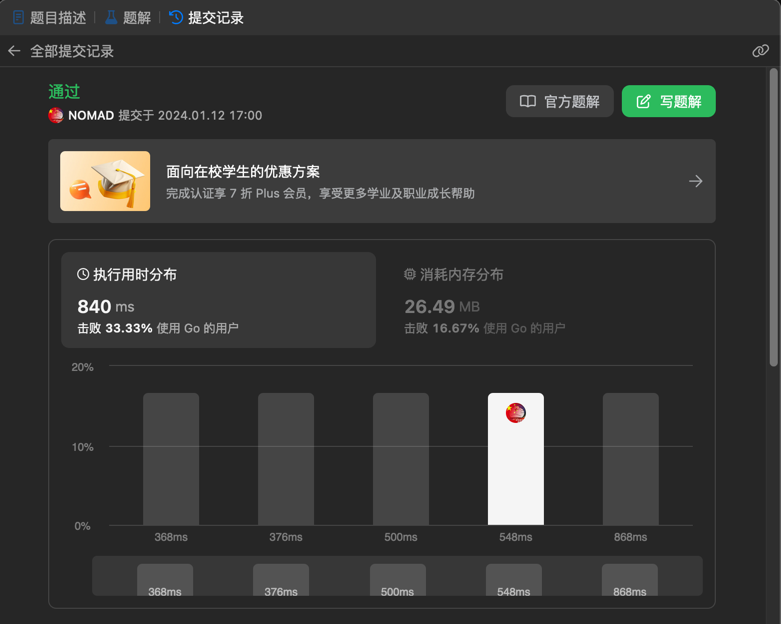 题目描述 题解 提交记录
全部提交记录
通过
NOMAD 提交于 2024.01.12 17:00
官方题解 写题解
面向在校学生的优惠方案
完成认证享 7 折 Plus 会员，享受更多学业及职业成长帮助
执行用时分布
840 ms
击败 33.33% 使用 Go 的用户
消耗内存分布
26.49 MB
击败 16.67% 使用 Go 的用户
20%
10%
0%
368ms 376ms 500ms 548ms 868ms
368ms 376ms 500ms 548ms 868ms